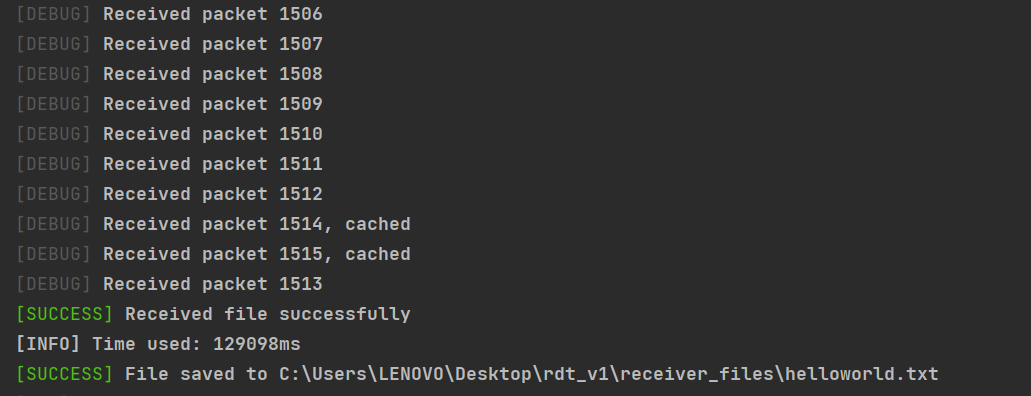 [DEBUG] Received packet 1506
[DEBUG] Received packet 1507
[DEBUG] Received packet 1508
[DEBUG] Received packet 1509
[DEBUG] Received packet 1510
[DEBUG] Received packet 1511
[DEBUG] Received packet 1512
[DEBUG] Received packet 1514, cached
[DEBUG] Received packet 1515, cached
[DEBUG] Received packet 1513
[SUCCESS] Received file successfully
[INFO] Time used: 129098ms
[SUCCESS] File saved to C:\Users\LENOVO\Desktop\rdt_v1\receiver_files\helloworld.txt